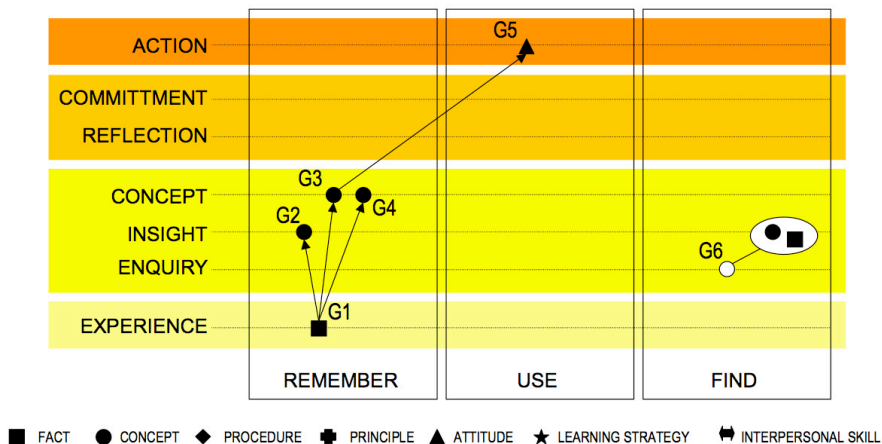 ACTION
G5
COMMITTMENT
REFLECTION
CONCEPT
G3
G4
INSIGHT
G2
ENQUIRY
G6
EXPERIENCE
G1
REMEMBER USE FIND
FACT CONCEPT PROCEDURE PRINCIPLE ATTITUDE LEARNING STRATEGY INTERPERSONAL SKILL